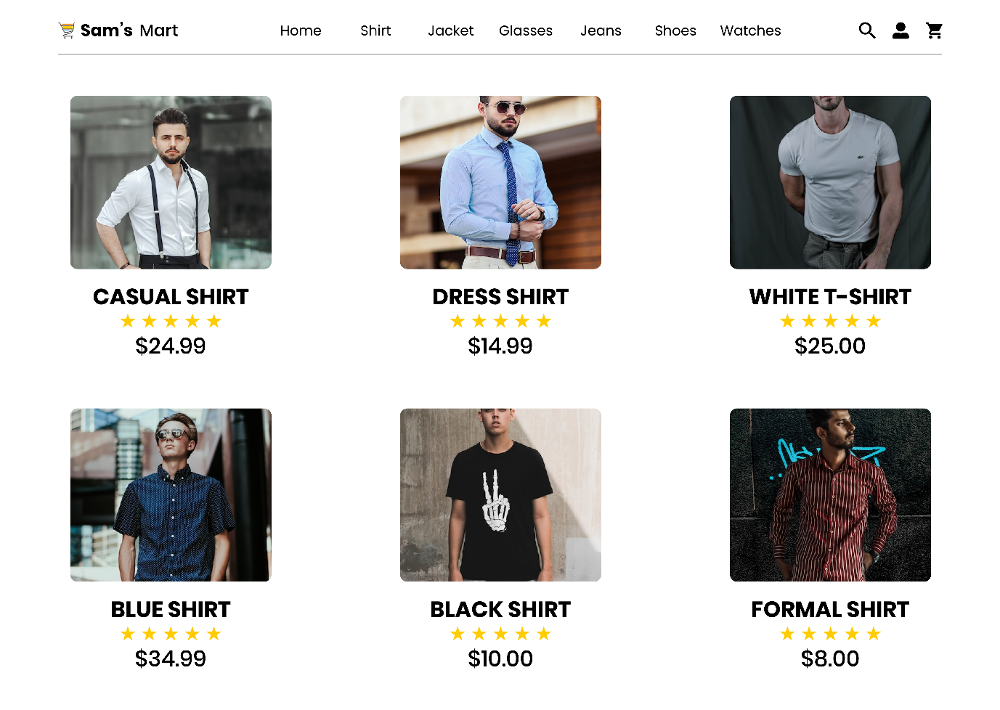 Sam's Mart Home Shirt Jacket Glasses Jeans Shoes Watches
CASUAL SHIRT
$24.99
DRESS SHIRT
$14.99
WHITE T-SHIRT
$25.00
BLUE SHIRT
$34.99
BLACK SHIRT
$10.00
FORMAL SHIRT
$8.00